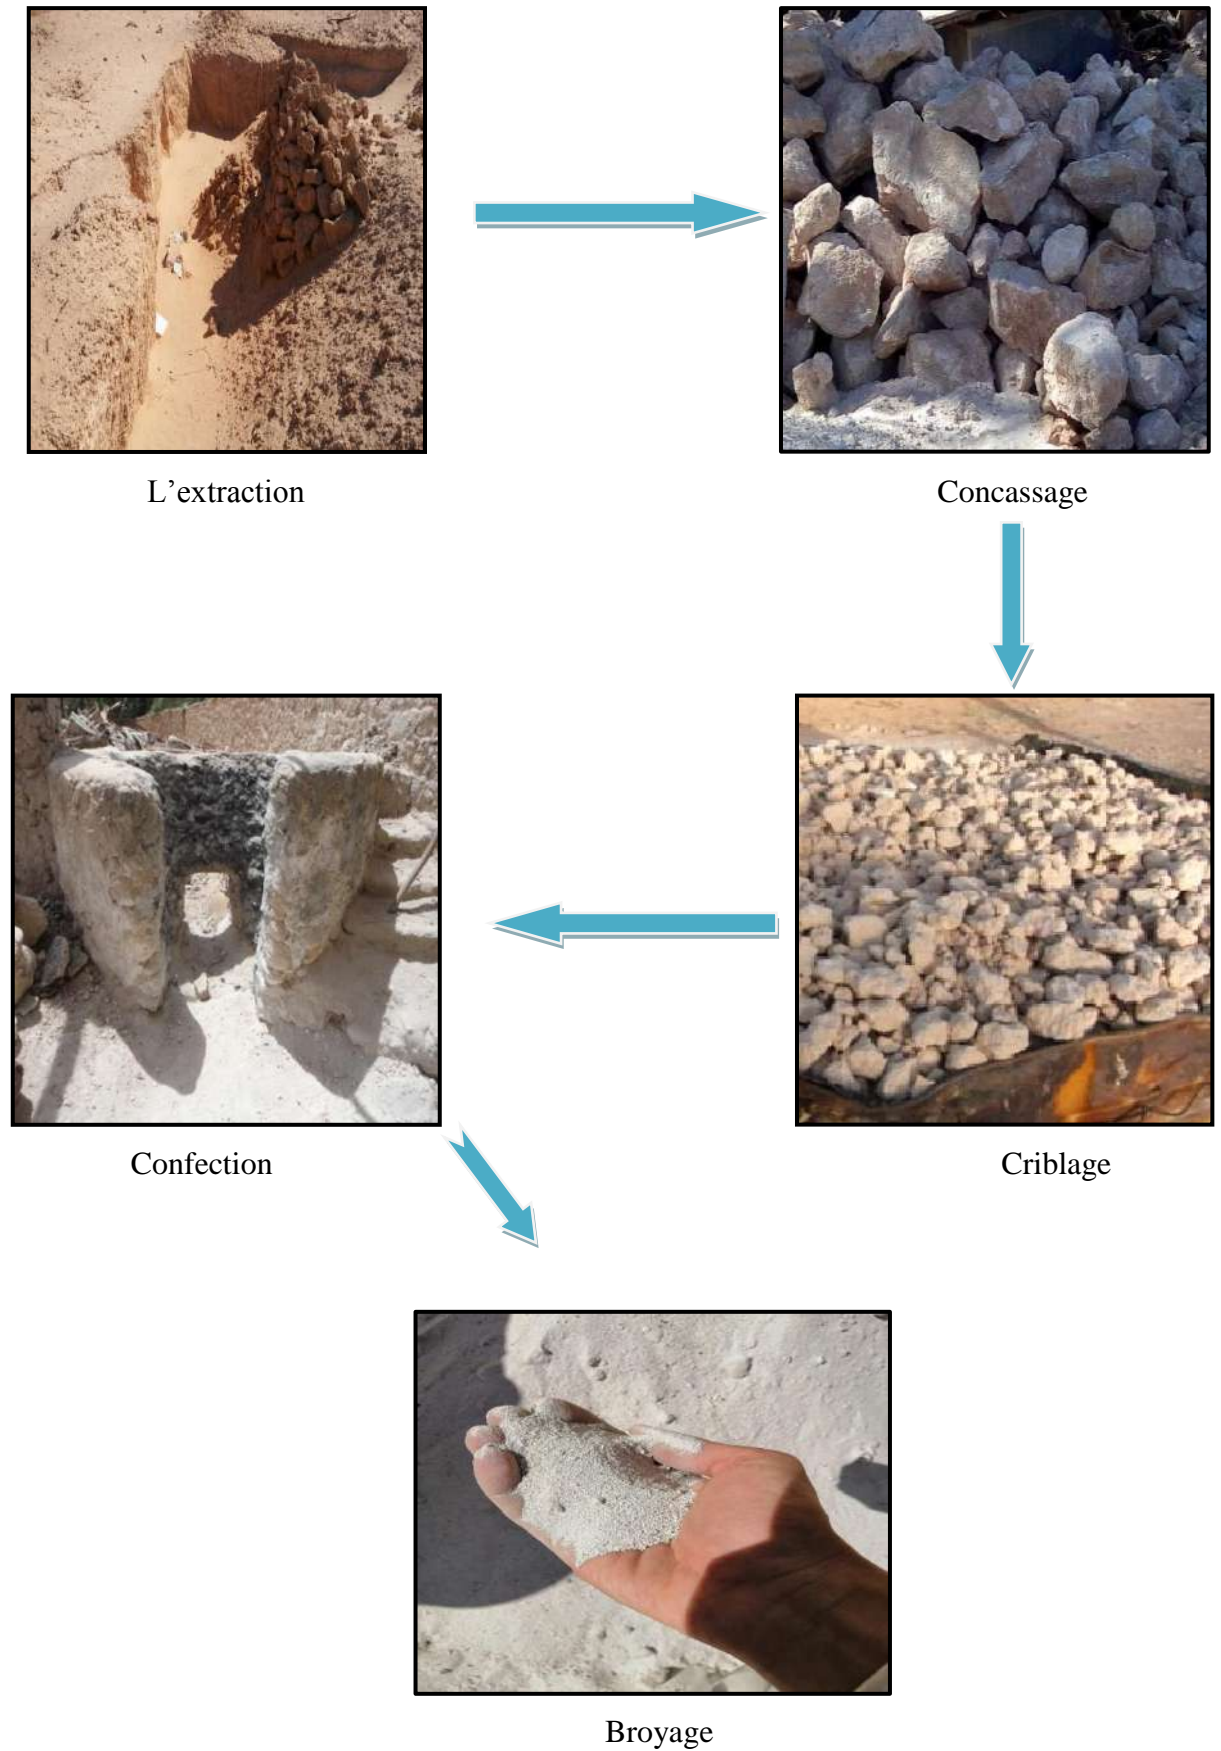 L’extraction
Concassage
Confection
Criblage
Broyage